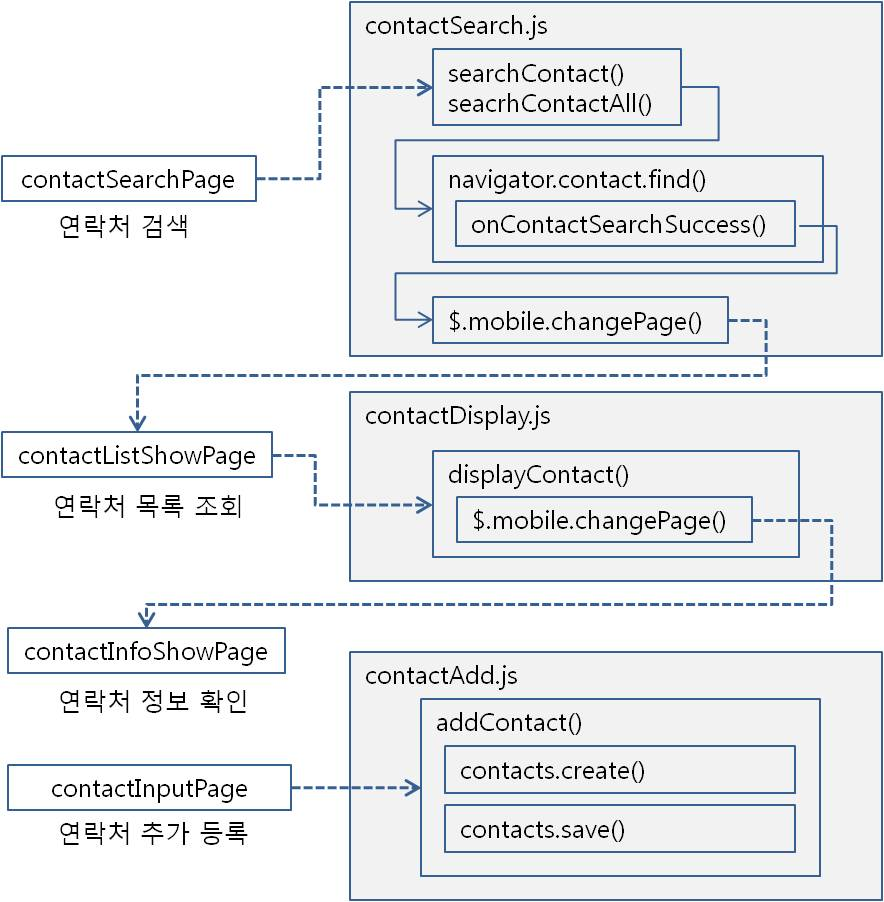 contactSearch.js
searchContact()
seacrhContactAll()
contactSearchPage
연락처 검색
navigator.contact.find()
onContactSearchSuccess()
$.mobile.changePage()
contactListShowPage
연락처 목록 조회
contactDisplay.js
displayContact()
$.mobile.changePage()
contactInfoShowPage
연락처 정보 확인
contactAdd.js
addContact()
contacts.create()
contacts.save()
contactInputPage
연락처 추가 등록